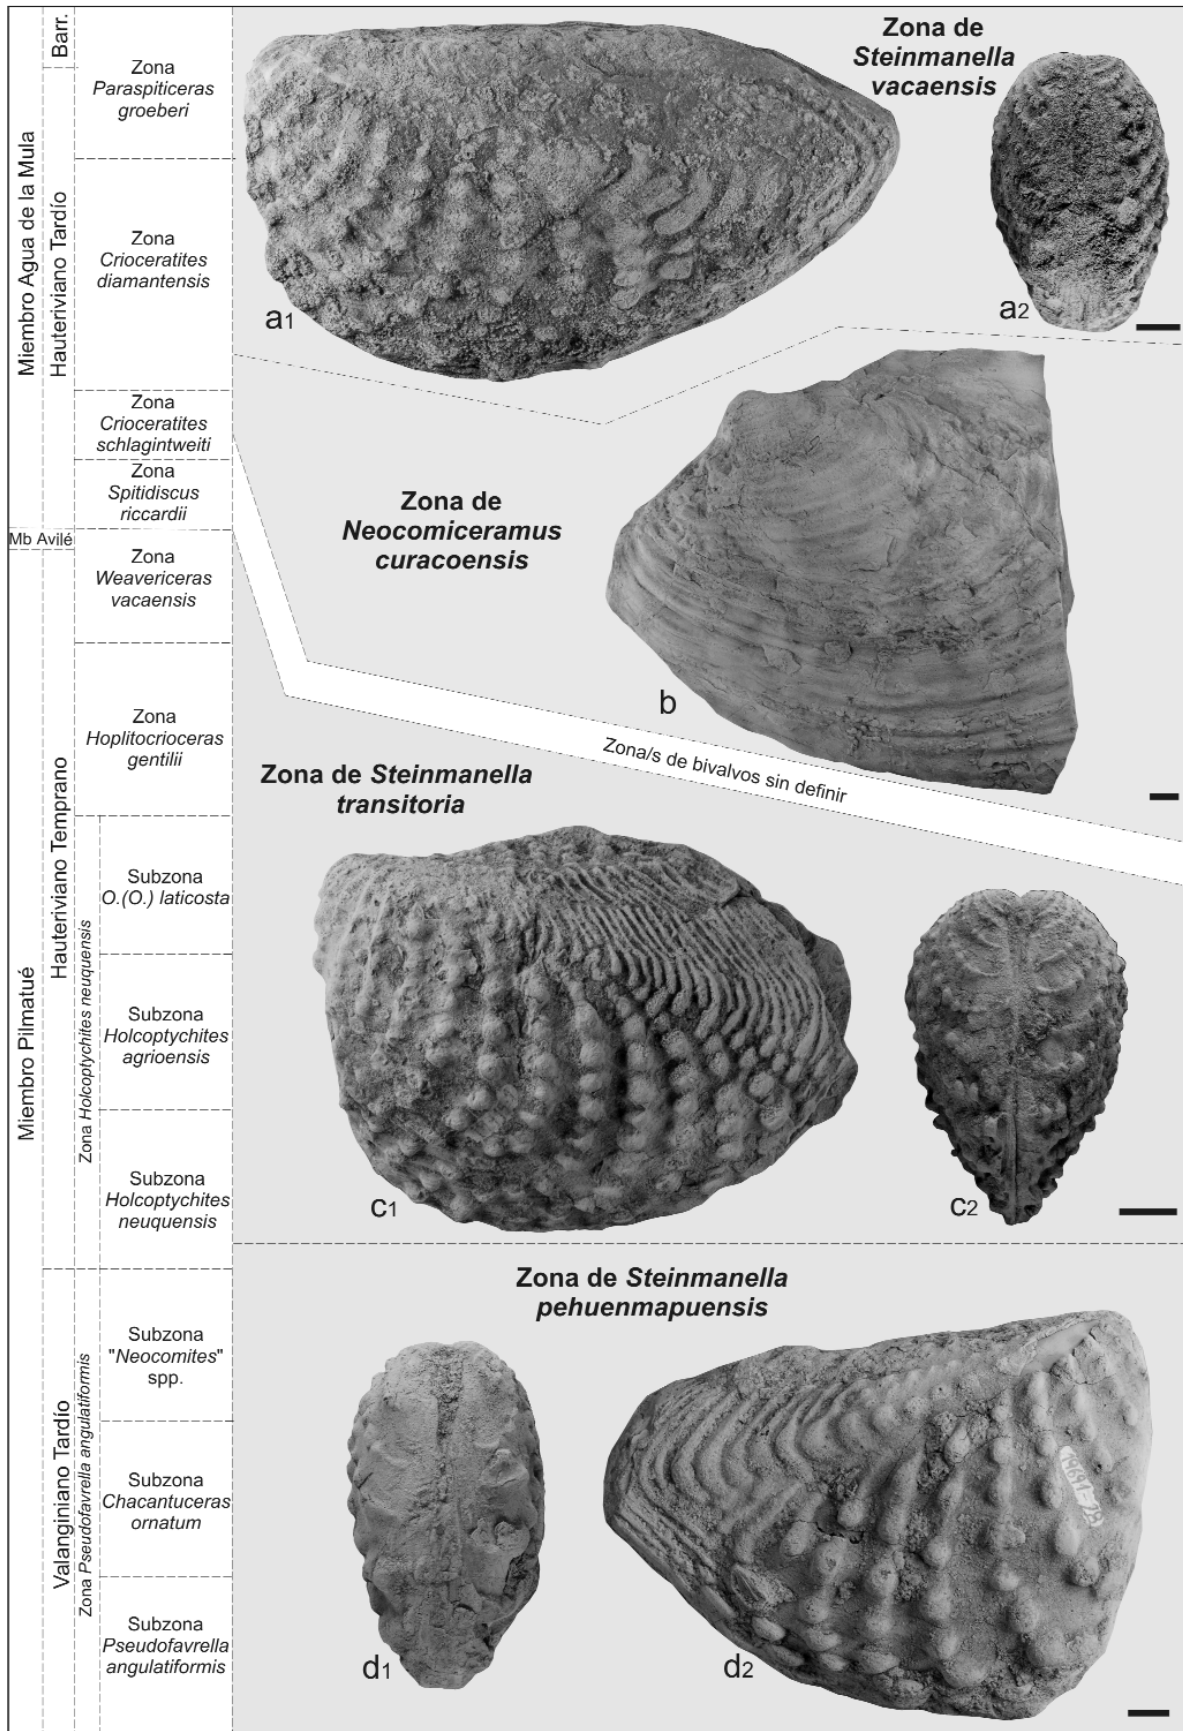 Miembro Agua de la Mula
Mb Avilé
Miembro Pilmatué
Barr.
Hauteriviano Tardío
Hauteriviano Temprano
Valanginiano Tardío
Zona
Paraspiticeras
groeberi
Zona
Crioceratites
diamantensis
Zona
Crioceratites
schlagintweiti
Zona
Spitidiscus
riccardii
Zona
Weavericeras
vacaensis
Zona
Hoplitocrioceras
gentilii
Zona Holcoptychites neuquensis
Subzona
O.(O.) laticosta
Subzona
Holcoptychites
agrioensis
Subzona
Holcoptychites
neuquensis
Zona Pseudofavrella angulatiformis
Subzona
"Neocomites"
spp.
Subzona
Chacantuceras
ornatum
Subzona
Pseudofavrella
angulatiformis
Zona de
Steinmanella
vacaensis
a1
a2
Zona de
Neocomiceramus
curacoensis
b
Zona/s de bivalvos sin definir
Zona de Steinmanella
transitoria
c1
c2
Zona de Steinmanella
pehuenmapuensis
d1
d2